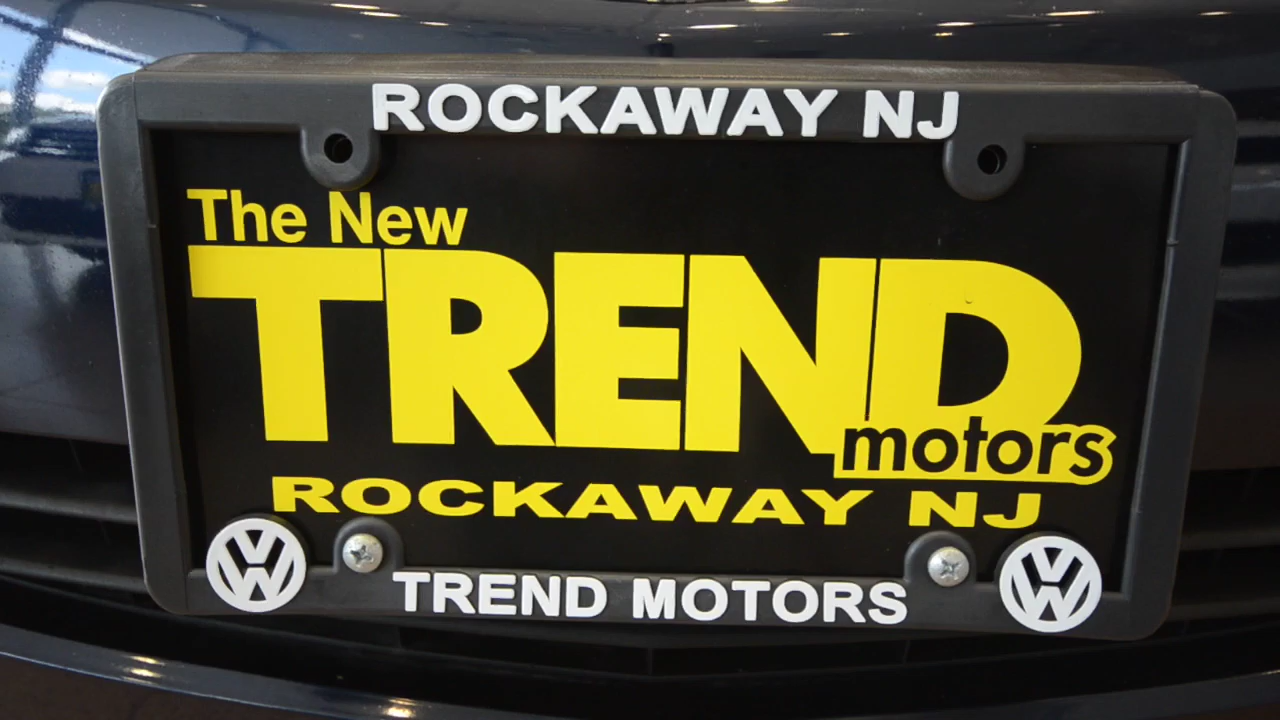 ROCKAWAY NJ
The New
TREND
motors
ROCKAWAY NJ
TREND MOTORS